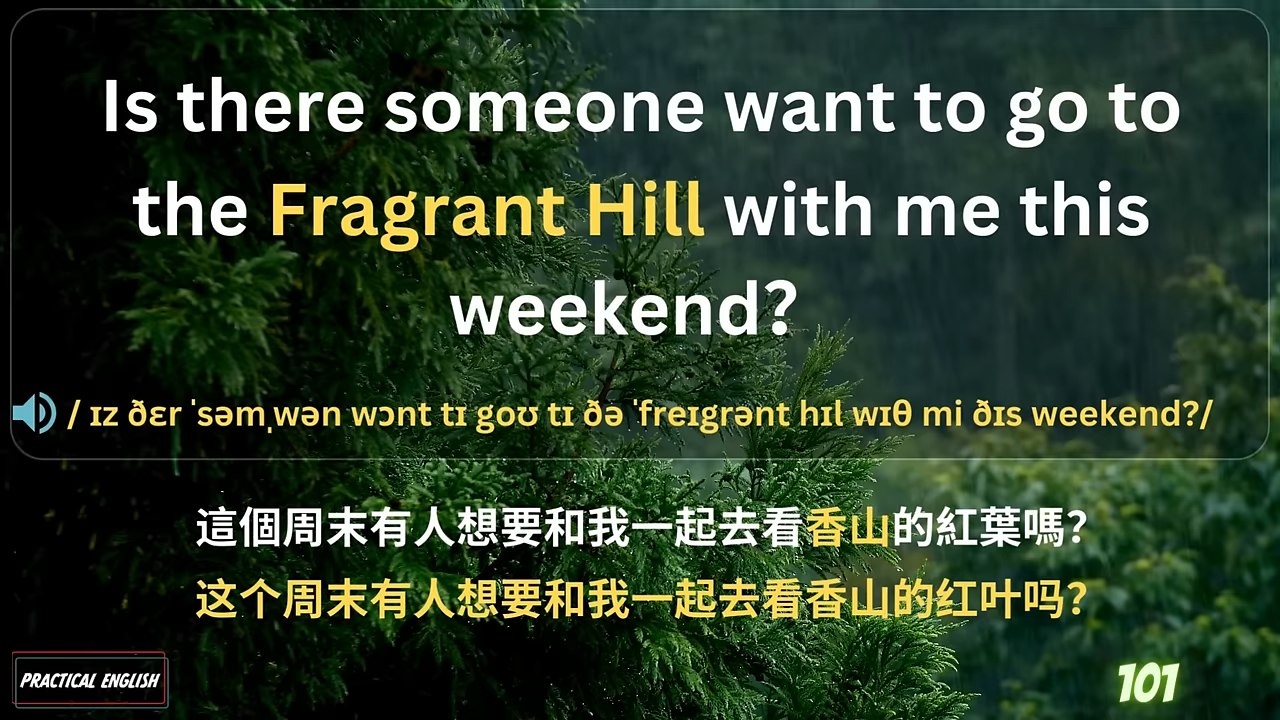 Is there someone want to go to
the Fragrant Hill with me this
weekend?
/ ɪz ðɛr ˈsəmˌwən wɔnt tɪ goʊ tɪ ðə ˈfreɪgrənt hɪl wɪθ mi ðɪs weekend?/
這個周末有人想要和我一起去看香山的紅葉嗎?
这个周末有人想要和我一起去看香山的红叶吗?
PRACTICAL ENGLISH
101